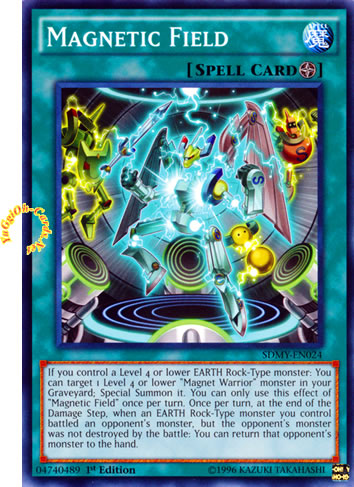 MAGNETIC FIELD
[SPELL CARD]
YuGiOh-Cards.Net
SDMY-EN024
If you control a Level 4 or lower EARTH Rock-Type monster: You
can target 1 Level 4 or lower "Magnet Warrior" monster in your
Graveyard; Special Summon it. You can only use this effect of
"Magnetic Field" once per turn. Once per turn, at the end of the
Damage Step, when an EARTH Rock-Type monster you control
battled an opponent's monster, but the opponent's monster
was not destroyed by the battle: You can return that opponent's
monster to the hand.
04740489 1st Edition
©1996 KAZUKI TAKAHASHI